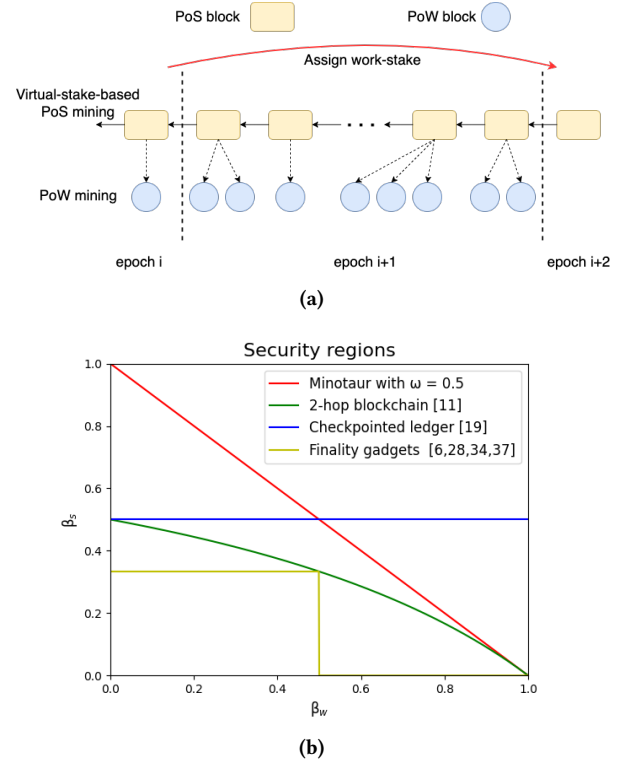 PoS block
PoW block
Assign work-stake
Virtual-stake-based
PoS mining
. . .
PoW mining
epoch i
epoch i+1
epoch i+2
(a)
Security regions
1.0
0.8
0.6
0.4
0.2
0.0
βs
Minotaur with ω = 0.5
2-hop blockchain [11]
Checkpointed ledger [19]
Finality gadgets [6,28,34,37]
0.0 0.2 0.4 0.6 0.8 1.0
βw
(b)